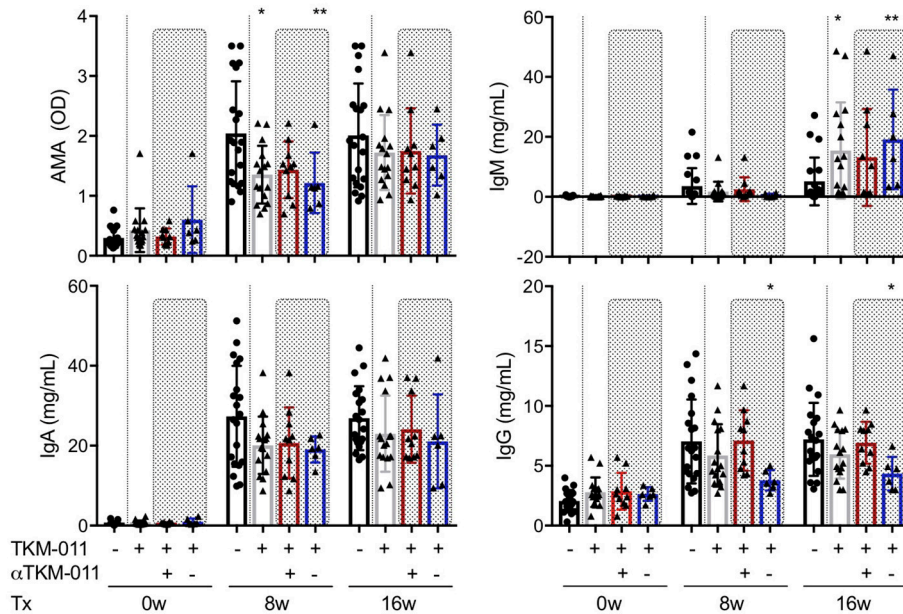 * **
4
3
2
1
0
AMA (OD)
* **
60
40
20
0
-20
IgM (mg/mL)
60
40
20
0
IgA (mg/mL)
* *
20
15
10
5
0
IgG (mg/mL)
TKM-011 - + + + - + + + - + + +
αTKM-011 + - + - + -
Tx 0w 8w 16w
- + + + - + + + - + + +
+ - + - + -
0w 8w 16w